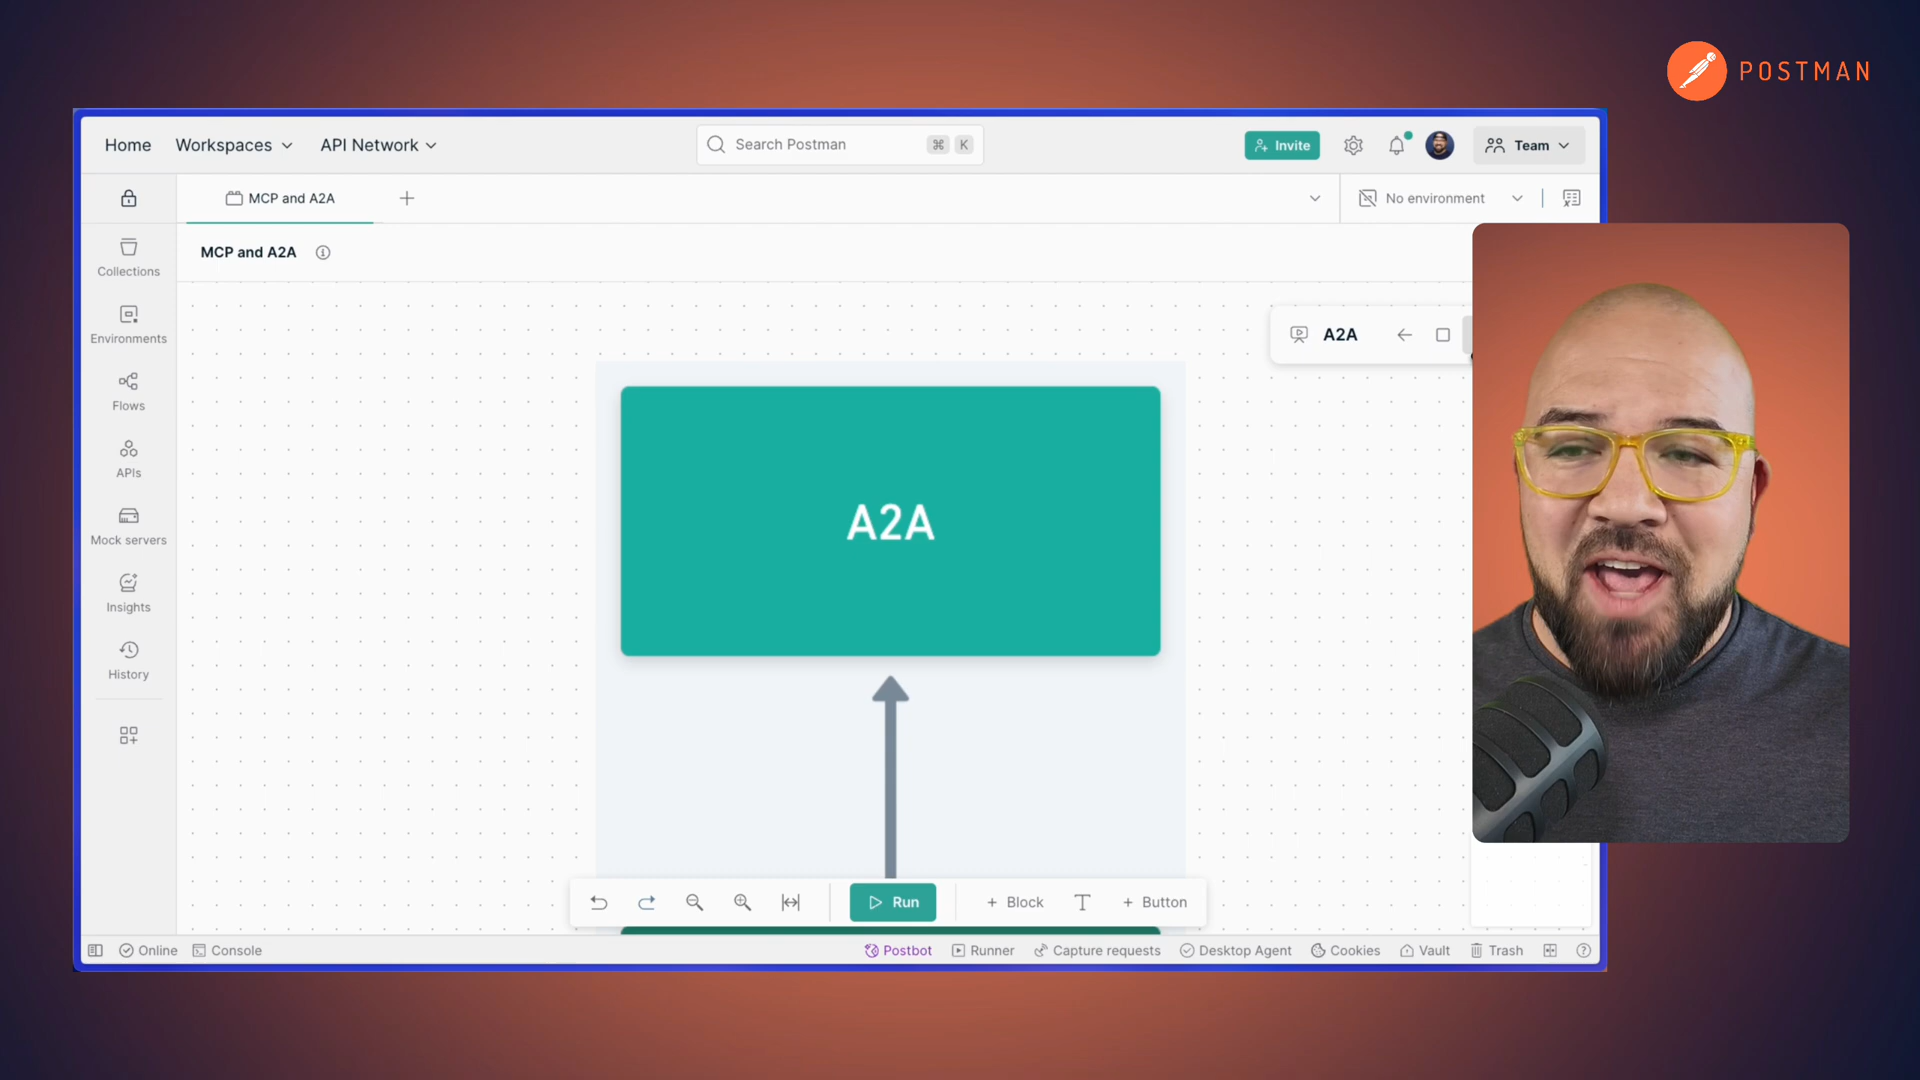 POSTMAN
Home Workspaces API Network Search Postman ⌘ K Invite Team
MCP and A2A No environment
MCP and A2A
Collections
Environments
Flows
APIs
Mock servers
Insights
History
A2A
A2A
Run + Block T + Button
Online Console Postbot Runner Capture requests Desktop Agent Cookies Vault Trash